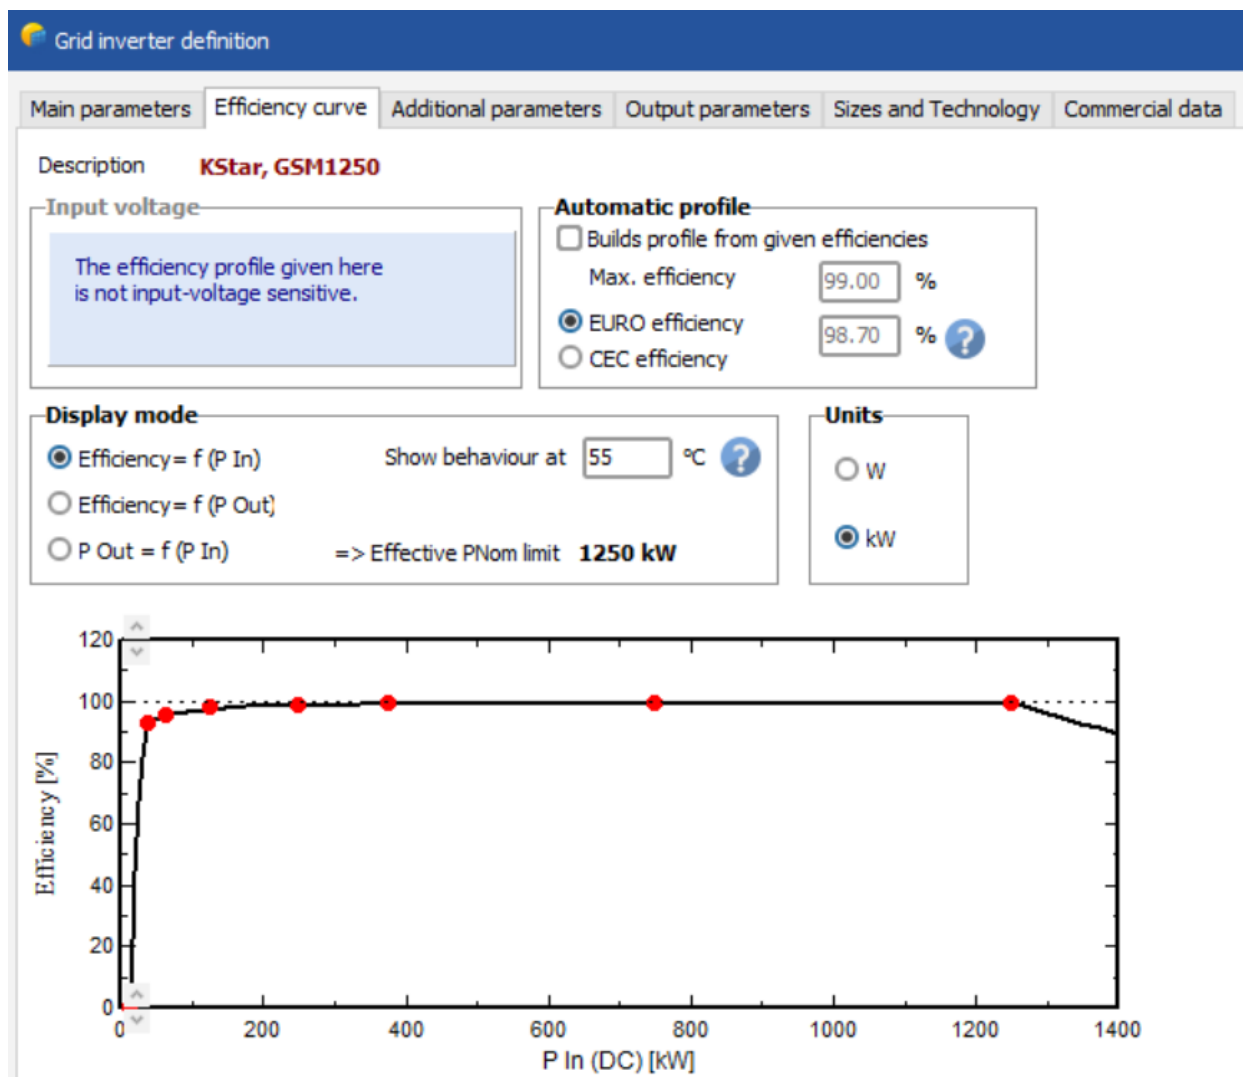 Grid inverter definition
Main parameters Efficiency curve Additional parameters Output parameters Sizes and Technology Commercial data
Description KStar, GSM1250
Input voltage
The efficiency profile given here
is not input-voltage sensitive.
Automatic profile
Builds profile from given efficiencies
Max. efficiency 99.00 %
EURO efficiency 98.70 % ?
CEC efficiency
Display mode
Efficiency= f (P In) Show behaviour at 55 ºC ?
Efficiency= f (P Out)
P Out = f (P In) => Effective PNom limit 1250 kW
Units
W
kW
Efficiency [%]
120
100
80
60
40
20
0
0 200 400 600 800 1000 1200 1400
P In (DC) [kW]